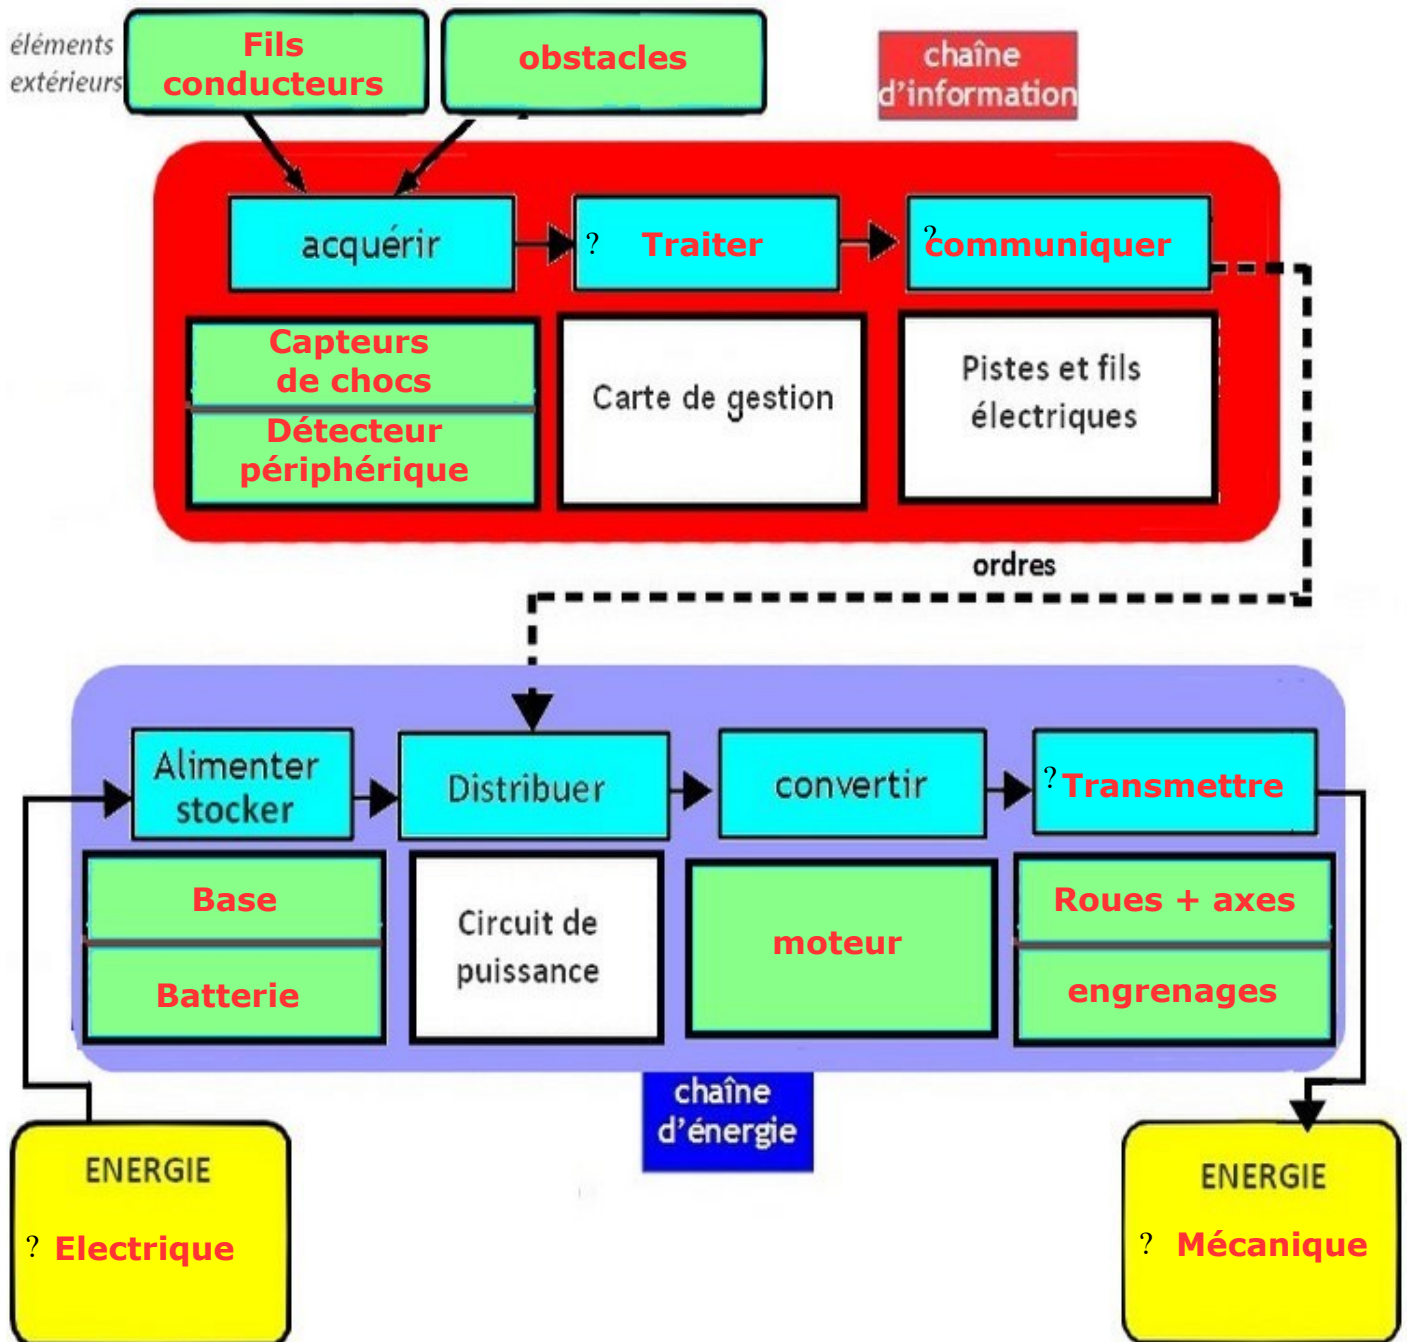 éléments
extérieurs
Fils
conducteurs
obstacles
chaîne
d'information
acquérir
? Traiter
? communiquer
Capteurs
de chocs
Détecteur
périphérique
Carte de gestion
Pistes et fils
électriques
ordres
Alimenter
stocker
Distribuer
convertir
? Transmettre
Base
Batterie
Circuit de
puissance
moteur
Roues + axes
engrenages
chaîne
d'énergie
ENERGIE
? Electrique
ENERGIE
? Mécanique